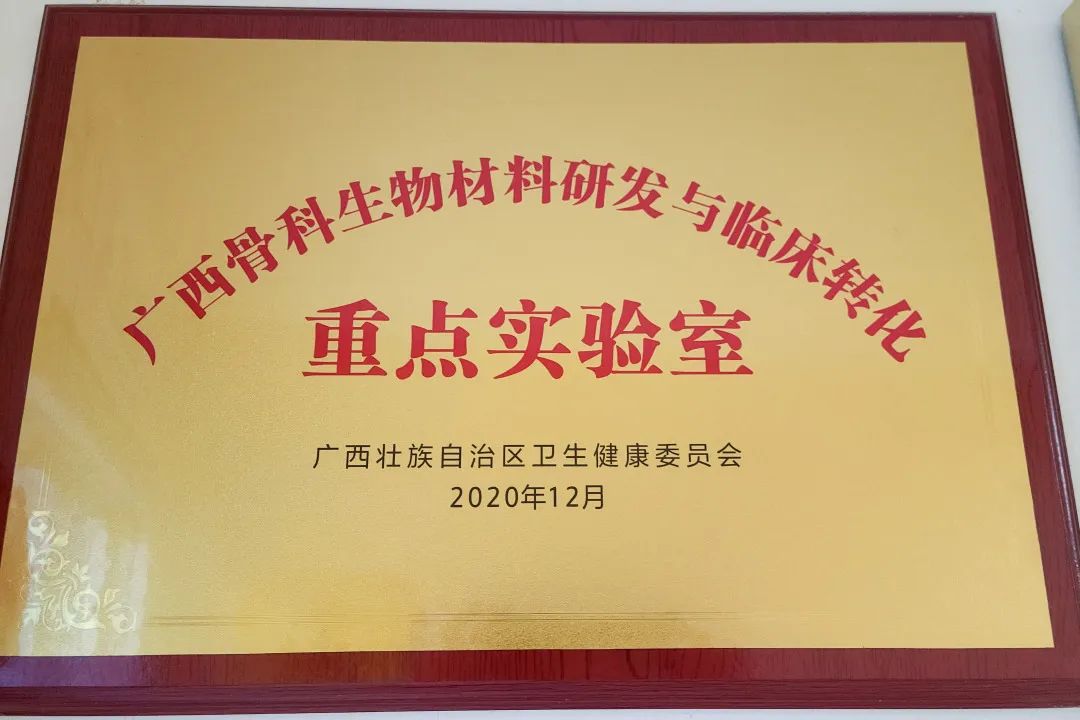 广西骨科生物材料研发与临床转化
重点实验室
广西壮族自治区卫生健康委员会
2020年12月